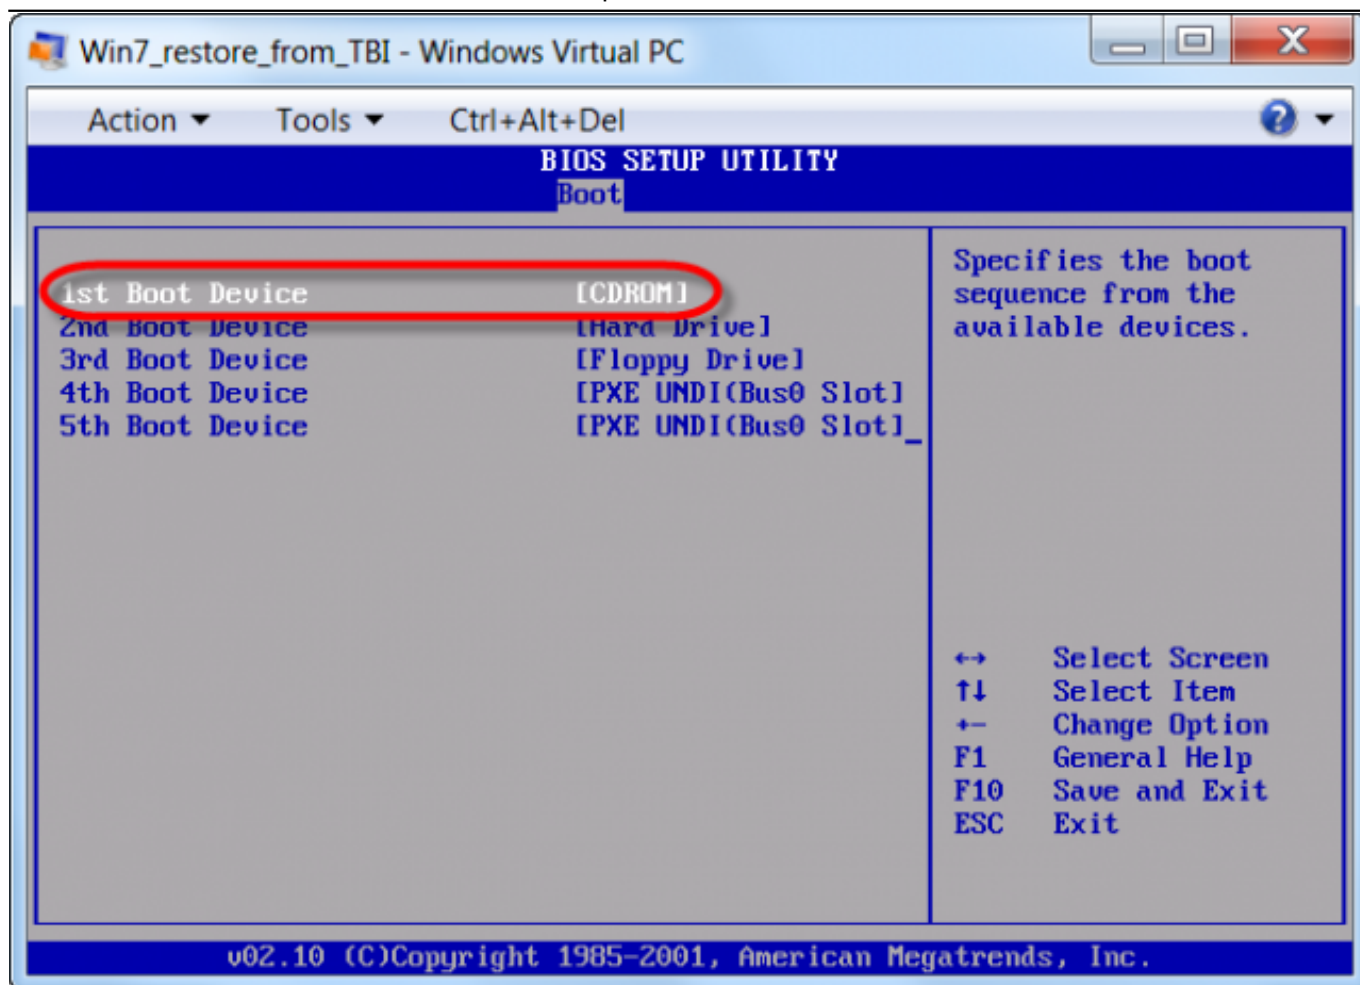 Win7_restore_from_TBI - Windows Virtual PC
Action Tools Ctrl+Alt+Del
BIOS SETUP UTILITY
Boot
1st Boot Device [CDROM]
2nd Boot Device [Hard Drive]
3rd Boot Device [Floppy Drive]
4th Boot Device [PXE UNDI(Bus0 Slot]
5th Boot Device [PXE UNDI(Bus0 Slot]_
Specifies the boot
sequence from the
available devices.
←→ Select Screen
↑↓ Select Item
+- Change Option
F1 General Help
F10 Save and Exit
ESC Exit
v02.10 (C)Copyright 1985-2001, American Megatrends, Inc.